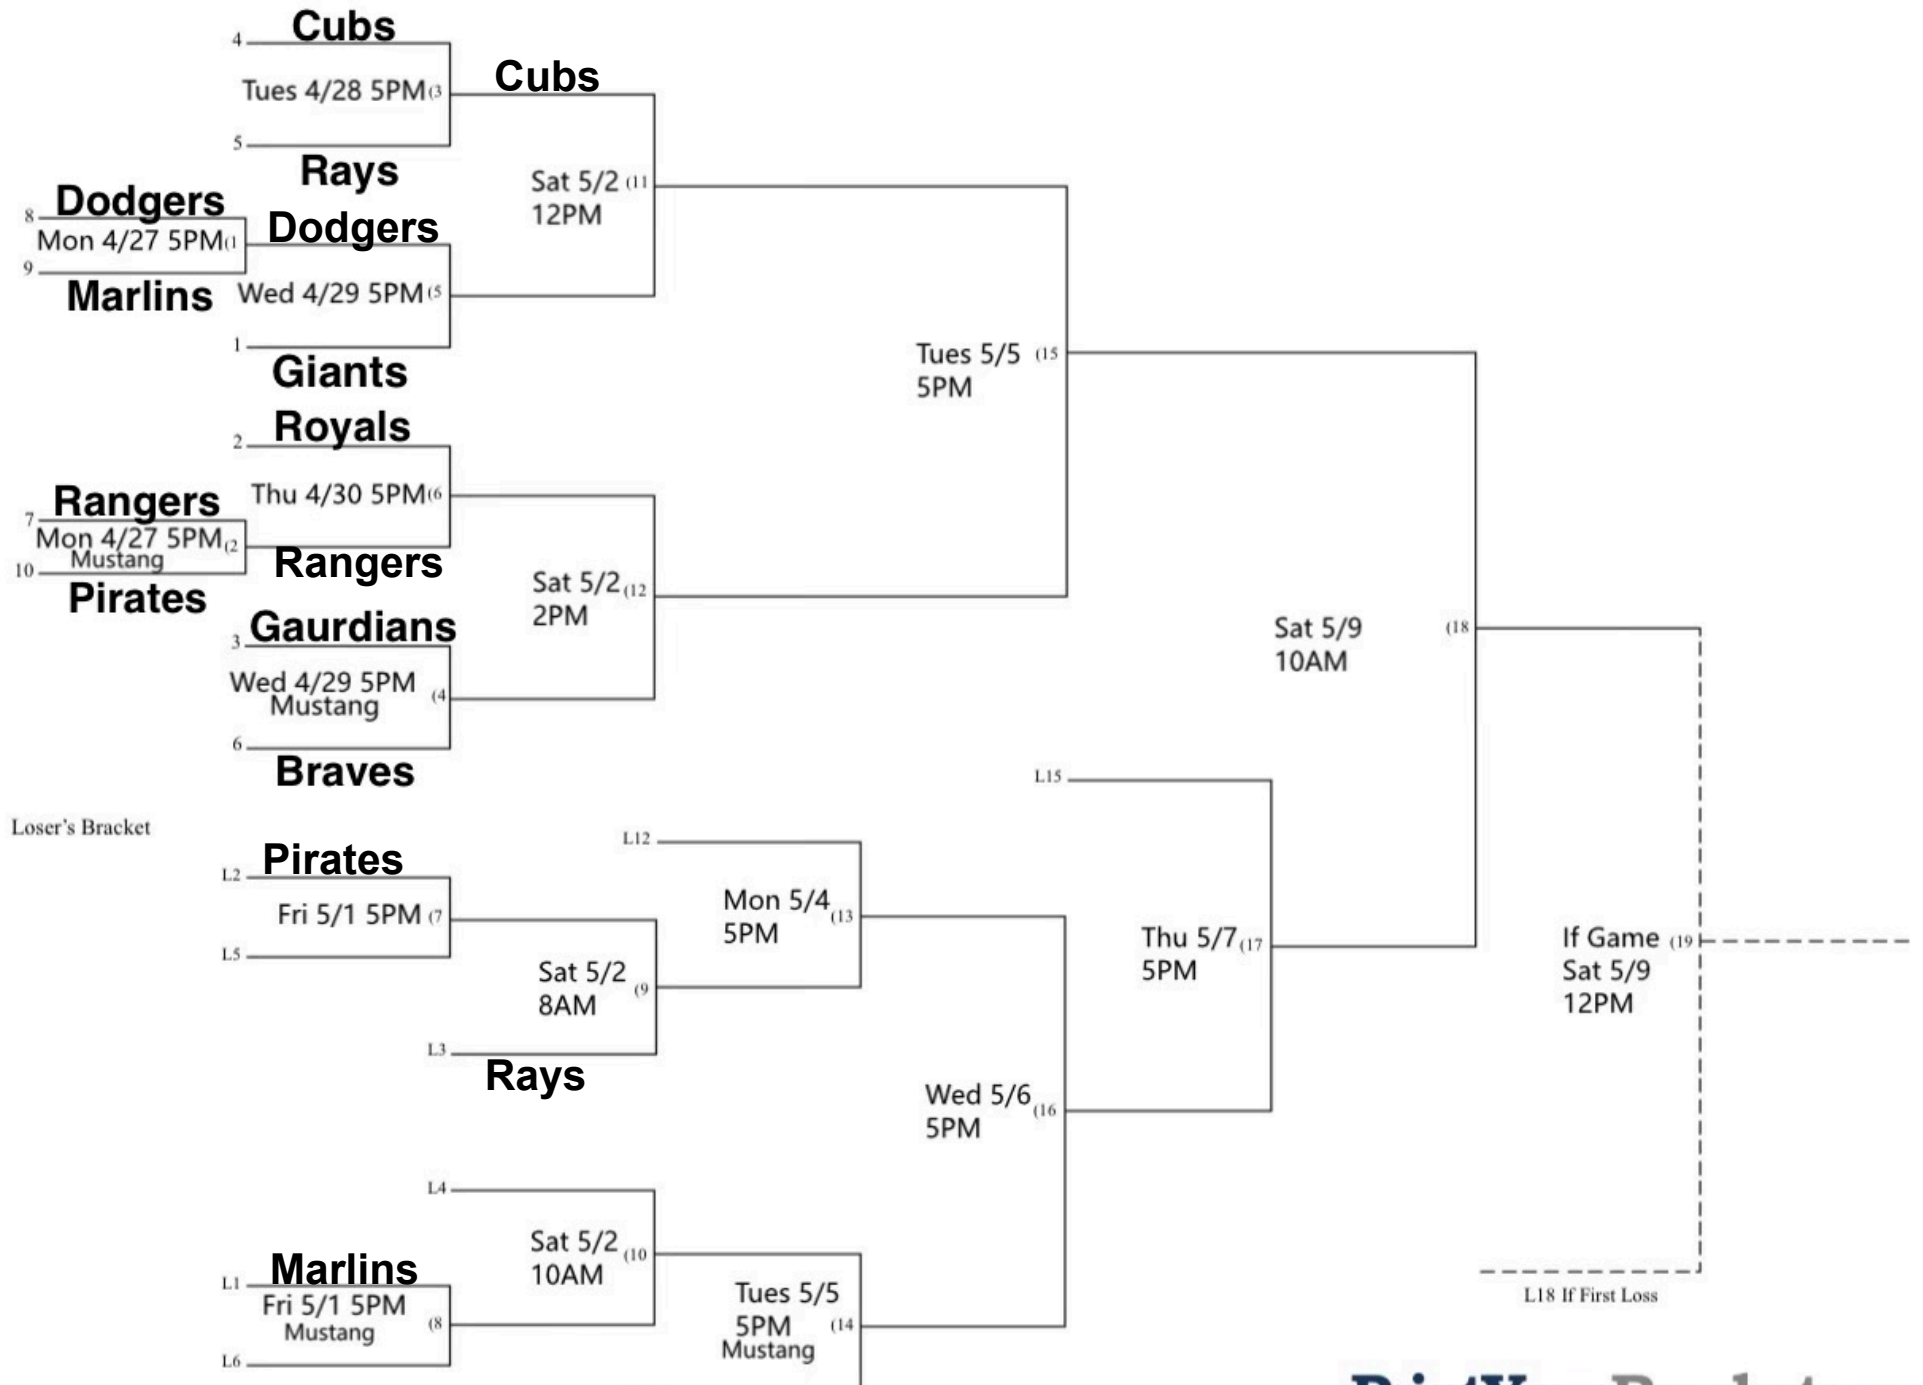 Cubs
4
Tues 4/28 5PM (3
Cubs
5
Rays
Sat 5/2 (11
12PM
Dodgers
8
Mon 4/27 5PM (1
Dodgers
9
Marlins
Wed 4/29 5PM (5
1
Giants
Tues 5/5 (15
5PM
Royals
2
Thu 4/30 5PM (6
Rangers
7
Mon 4/27 5PM (2
Mustang
Rangers
10
Pirates
Sat 5/2 (12
2PM
Gaurdians
3
Wed 4/29 5PM (4
Mustang
6
Braves
Sat 5/9 (18
10AM
L15
Loser's Bracket
Pirates
L2
Fri 5/1 5PM (7
L5
L12
Mon 5/4 (13
5PM
Sat 5/2 (9
8AM
L3
Rays
Thu 5/7 (17
5PM
If Game (19
Sat 5/9
12PM
Wed 5/6 (16
5PM
L4
Sat 5/2 (10
10AM
Marlins
L1
Fri 5/1 5PM (8
Mustang
L6
Tues 5/5
5PM (14
Mustang
L18 If First Loss